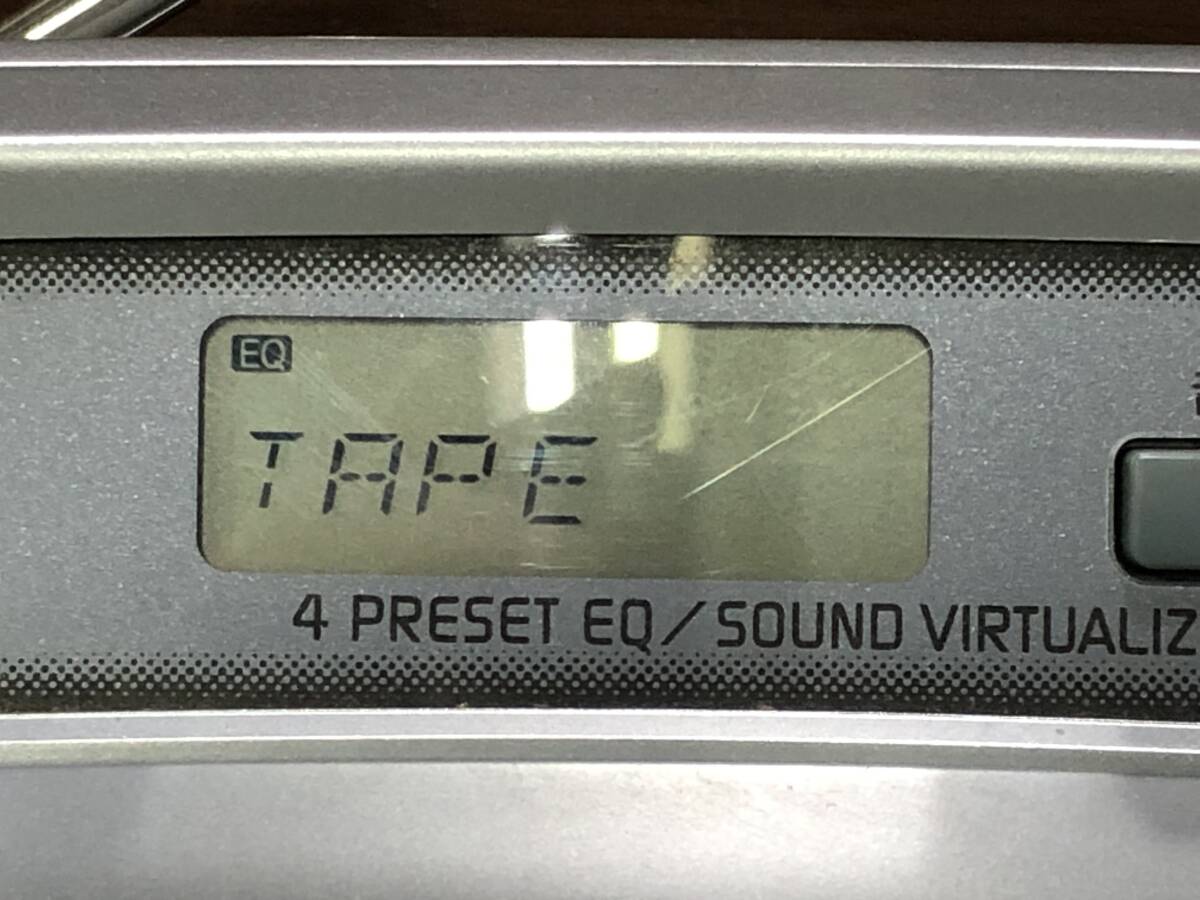 EQ
TAPE
4 PRESET EQ/SOUND VIRTUALIZ